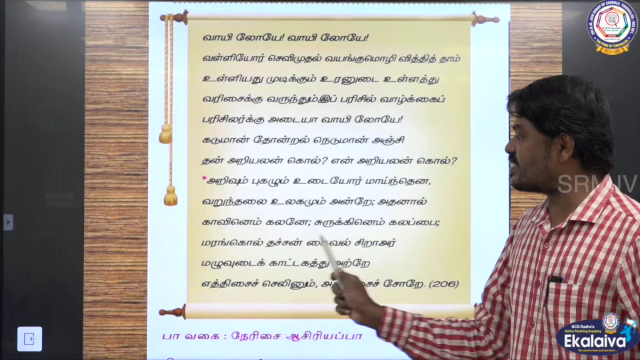 வாயி லோயே! வாயி லோயே!
வள்ளியோர் செவிமுதல் வயங்குமொழி வித்தித் தாம்
உள்ளியது முடிக்கும் உரனுடை உள்ளத்து
வரிசைக்கு வருந்தும்இப் பரிசில் வாழ்க்கைப்
பரிசிலர்க்கு அடையா வாயி லோயே!
கடுமான் தோன்றல் நெடுமான் அஞ்சி
தன் அறியலன் கொல்? என் அறியலன் கொல்?
*அறிவும் புகழும் உடையோர் மாய்ந்தென,
வறுந்தலை உலகமும் அன்றே; அதனால்
காவினெம் கலனே; சுருக்கினெம் கலப்பை;
மரங்கொல் தச்சன் கைவல் சிறாஅர்
மழுவுடைக் காட்டகத்து அற்றே
எத்திசைச் செலினும், சோறே. (206)
பா வகை : நேரிசை ஆசிரியப்பா
SRM JV
Ekalaiva